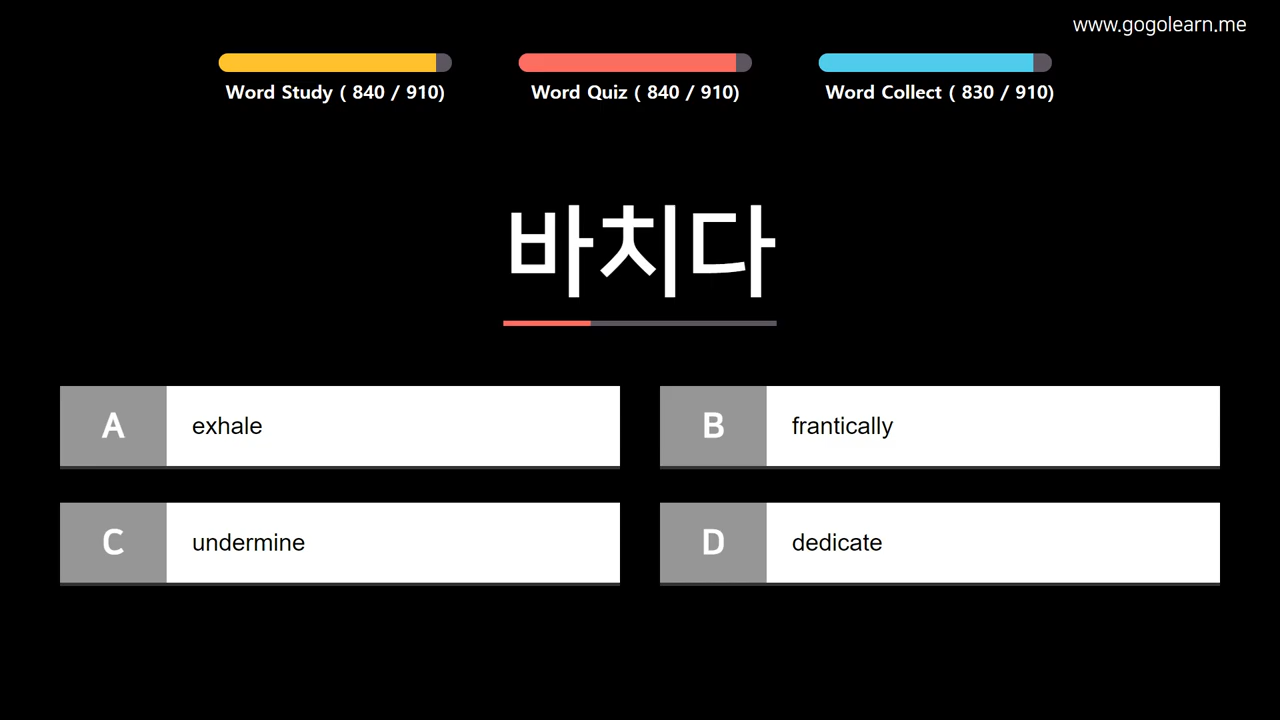 www.gogolearn.me
Word Study ( 840 / 910)
Word Quiz ( 840 / 910)
Word Collect ( 830 / 910)
바치다
A exhale
B frantically
C undermine
D dedicate